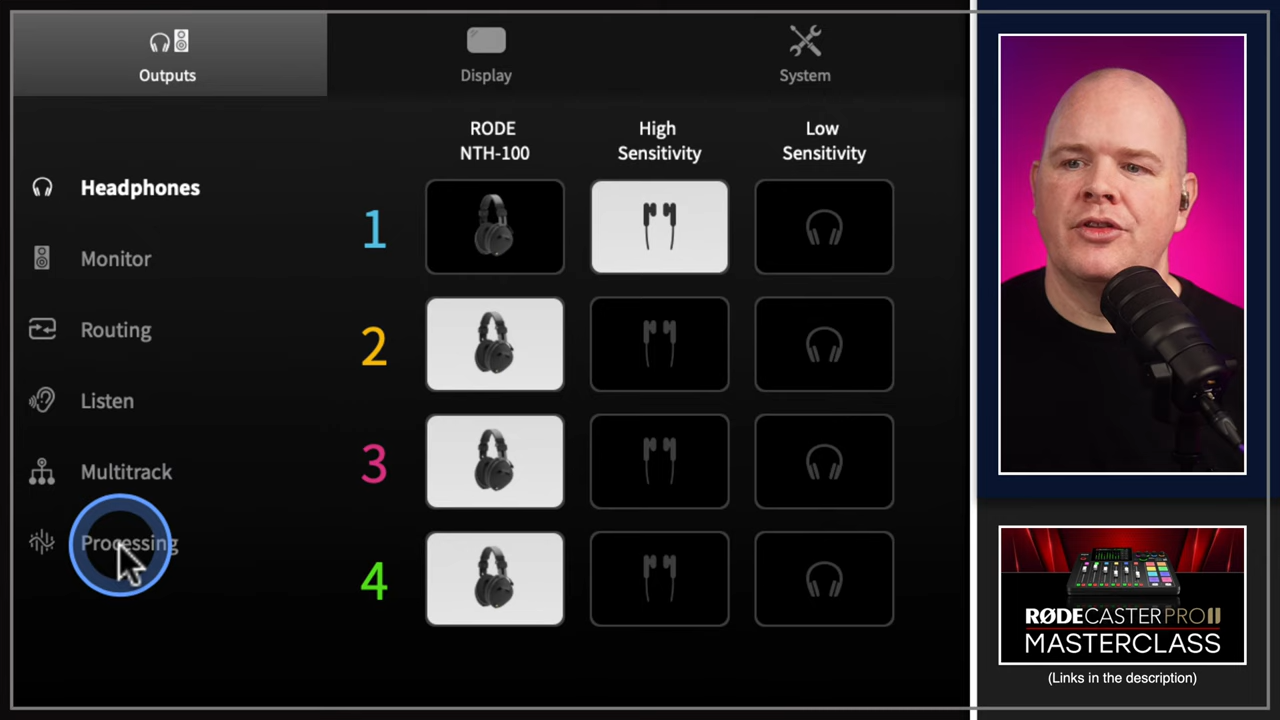 Outputs
Display
System
RODE
NTH-100
High
Sensitivity
Low
Sensitivity
Headphones
Monitor
Routing
Listen
Multitrack
Processing
1
2
3
4
RØDECASTER PRO II
MASTERCLASS
(Links in the description)